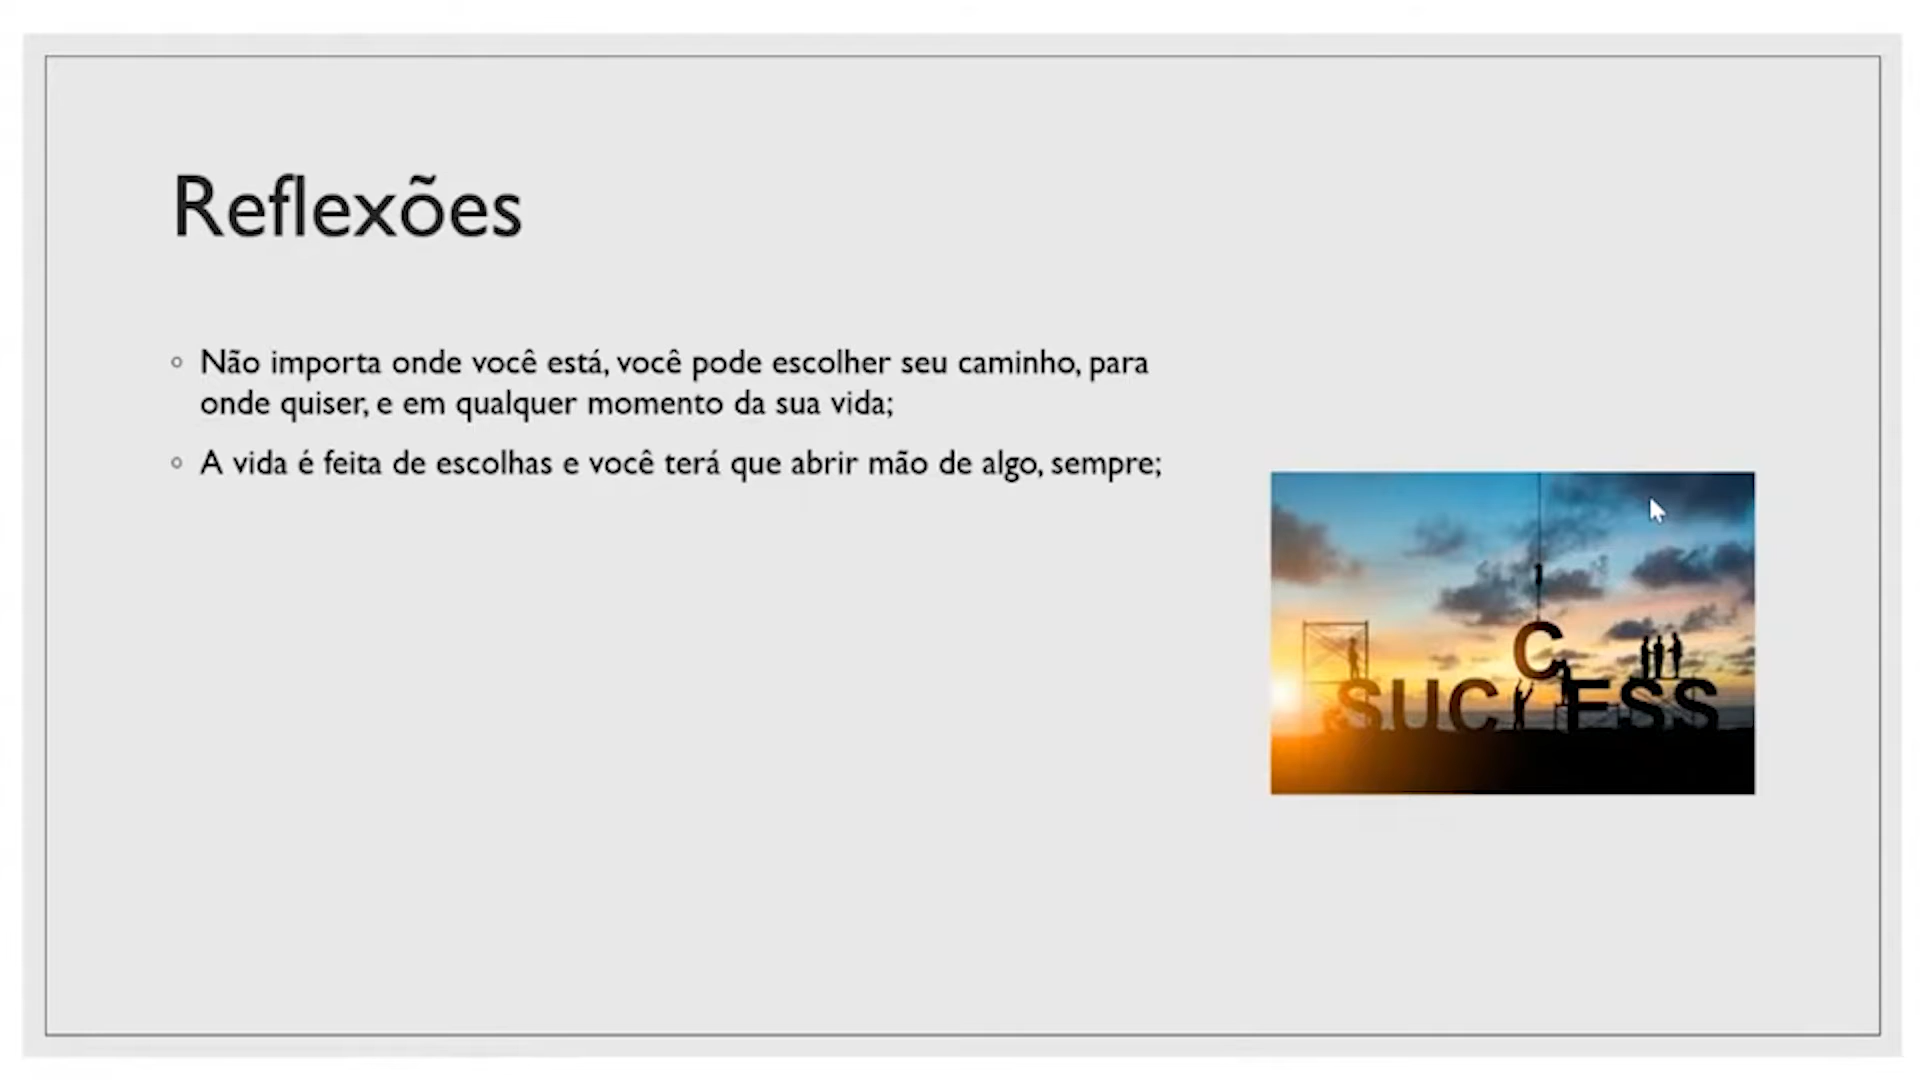 Reflexões
Não importa onde você está, você pode escolher seu caminho, para
onde quiser, e em qualquer momento da sua vida;
A vida é feita de escolhas e você terá que abrir mão de algo, sempre;
C
SUC ESS